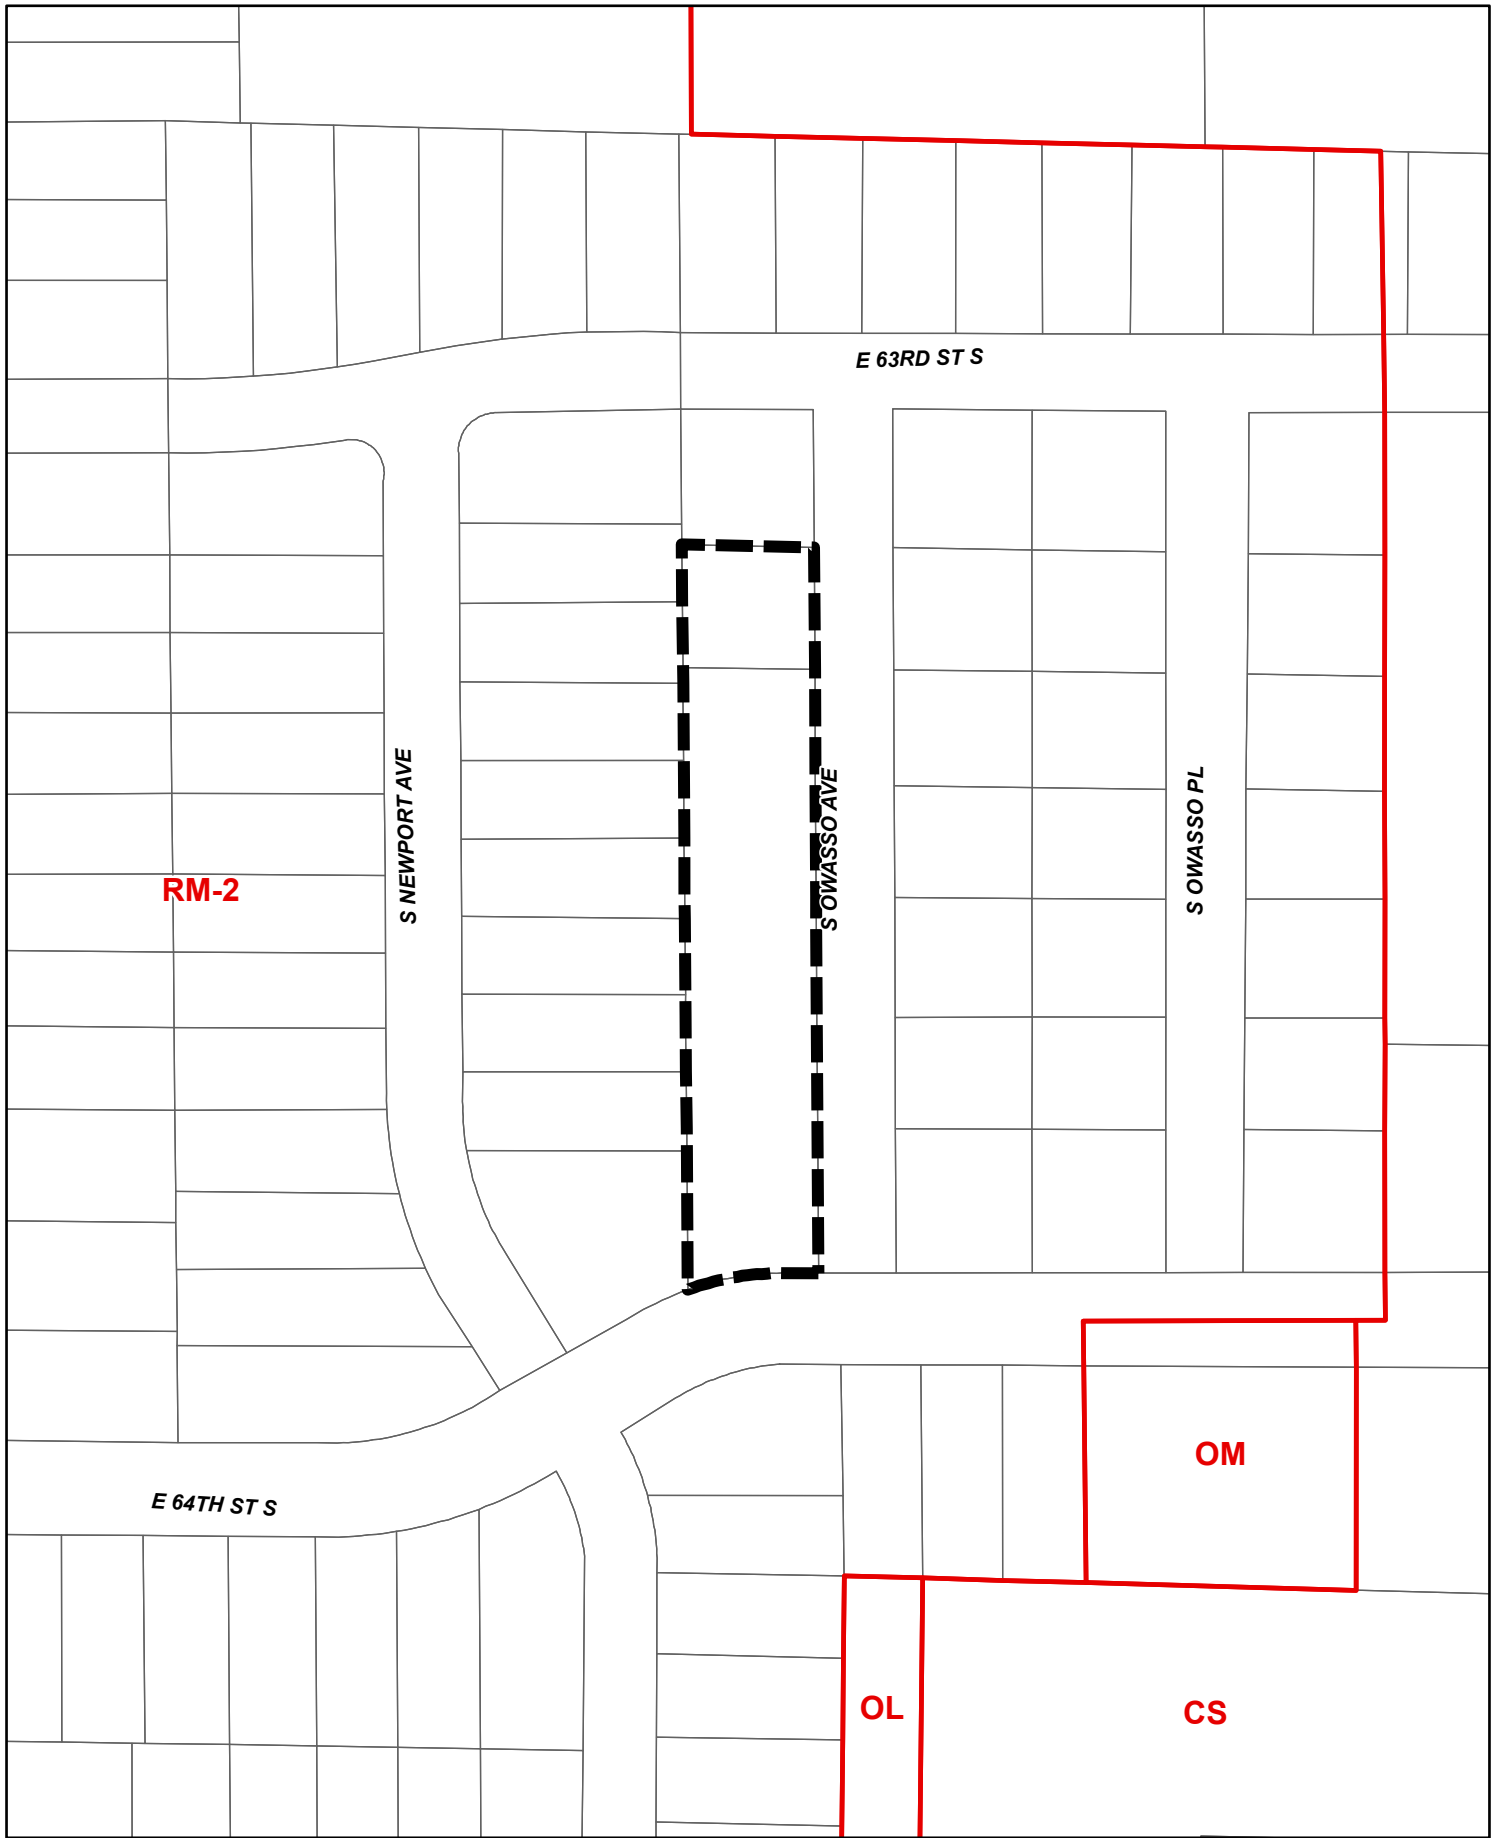 E 63RD ST S
S NEWPORT AVE
S OWASSO AVE
S OWASSO PL
RM-2
OM
E 64TH ST S
OL
CS